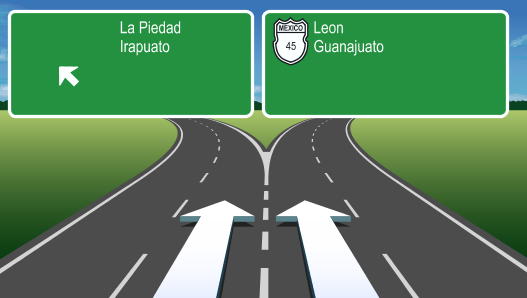 La Piedad
Irapuato
MEXICO
45
Leon
Guanajuato